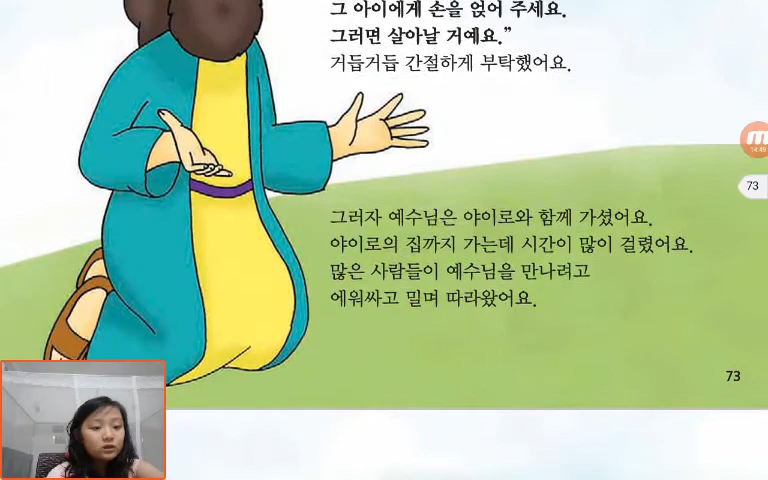 그 아이에게 손을 얹어 주세요.
그러면 살아날 거예요.”
거듭거듭 간절하게 부탁했어요.
14:46
73
그러자 예수님은 야이로와 함께 가셨어요.
야이로의 집까지 가는데 시간이 많이 걸렸어요.
많은 사람들이 예수님을 만나려고
에워싸고 밀며 따라왔어요.
73